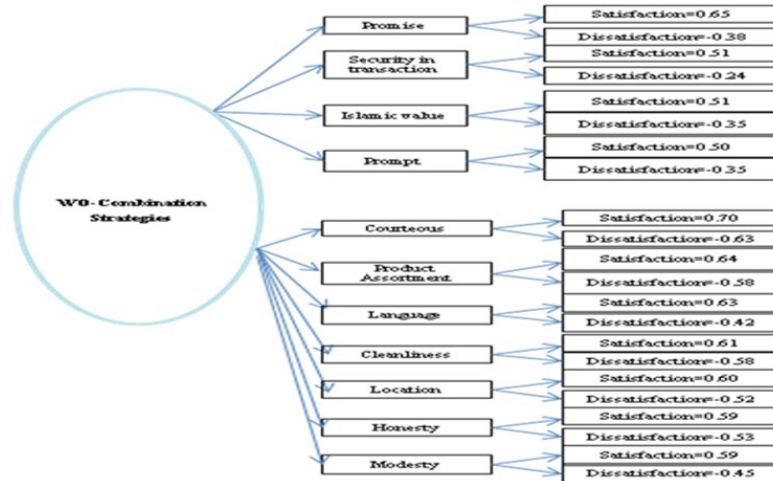 Promise
Satisfaction=0.65
Dissatisfaction=-0.38
Security in
transaction
Satisfaction=0.51
Dissatisfaction=-0.24
Islamic value
Satisfaction=0.51
Dissatisfaction=-0.35
Prompt
Satisfaction=0.50
Dissatisfaction=-0.35
WO-Combination
Strategies
Courteous
Satisfaction=0.70
Dissatisfaction=-0.63
Product
Assortment
Satisfaction=0.64
Dissatisfaction=-0.58
Language
Satisfaction=0.63
Dissatisfaction=-0.42
Cleanliness
Satisfaction=0.61
Dissatisfaction=-0.58
Location
Satisfaction=0.60
Dissatisfaction=-0.52
Honesty
Satisfaction=0.59
Dissatisfaction=-0.53
Modesty
Satisfaction=0.59
Dissatisfaction=-0.45